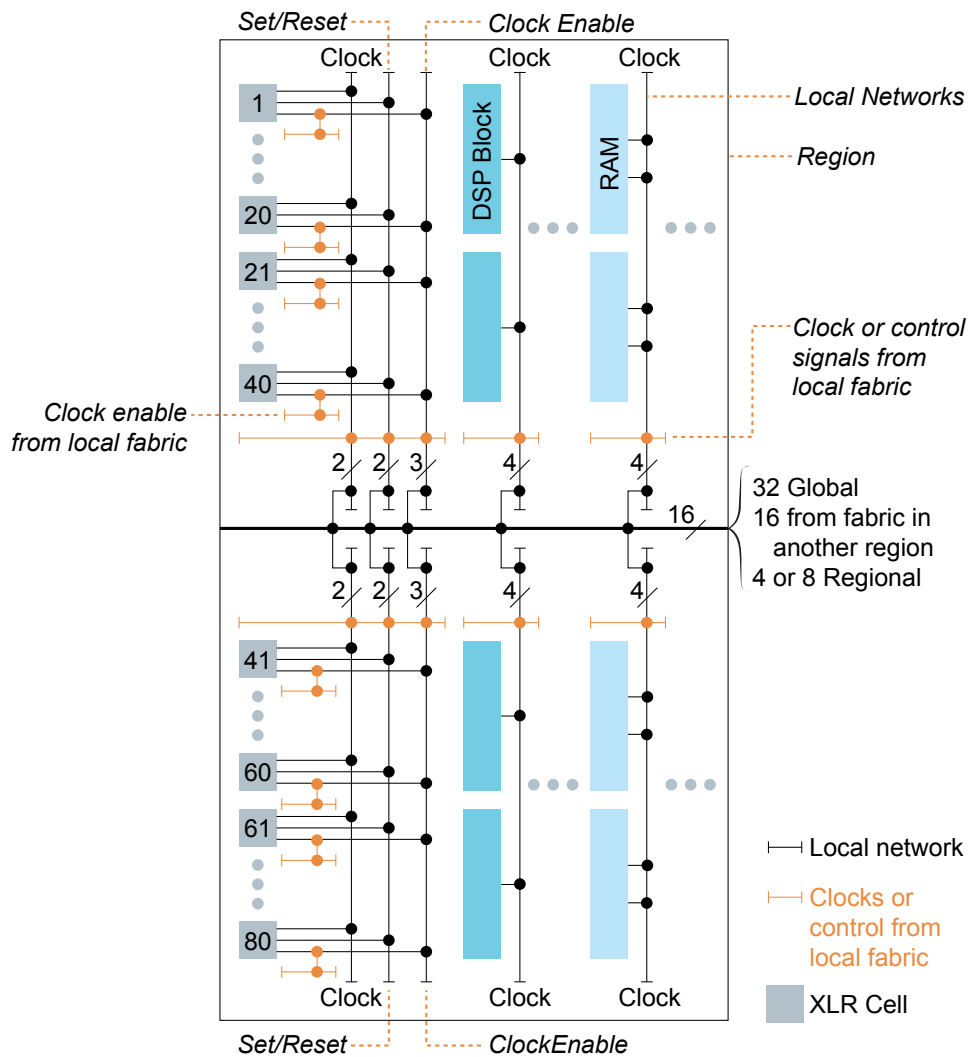 Set/Reset
Clock Enable
Clock
Clock
Clock
1
DSP Block
RAM
Local Networks
Region
20
21
40
Clock or control
signals from
local fabric
Clock enable
from local fabric
2
2
3
4
4
16
32 Global
16 from fabric in
another region
4 or 8 Regional
2
2
3
4
4
41
60
61
80
Local network
Clocks or
control from
local fabric
XLR Cell
Clock
Clock
Clock
Set/Reset
ClockEnable